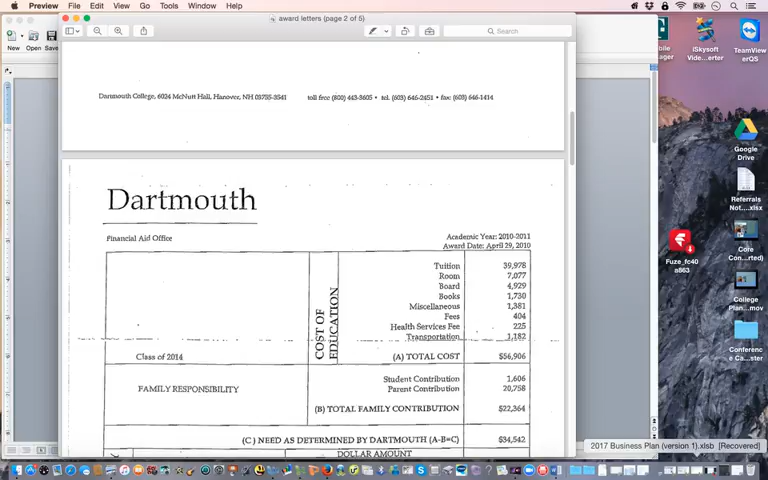 Preview File Edit View Go Tools Window Help
award letters (page 2 of 5)
Search
New Open Save
Dartmouth College, 6024 McNutt Hall, Hanover, NH 03755-3541 toll free (800) 443-3605 • tel. (603) 646-2451 • fax: (603) 646-1414
Dartmouth
Financial Aid Office
Academic Year: 2010-2011
Award Date: April 29, 2010
COST OF
EDUCATION
Tuition 39,978
Room 7,077
Board 4,929
Books 1,730
Miscellaneous 1,381
Fees 404
Health Services Fee 225
Transportation 1,182
Class of 2014 (A) TOTAL COST $56,906
FAMILY RESPONSIBILITY
Student Contribution 1,606
Parent Contribution 20,758
(B) TOTAL FAMILY CONTRIBUTION $22,364
(C ) NEED AS DETERMINED BY DARTMOUTH (A-B=C) $34,542
DOLLAR AMOUNT
iSkysoft
Vide...erter
TeamView
erQS
Google
Drive
Referrals
Not....xlsx
Fuze_fc40
a863
Core
Con...rted)
College
Plan...mov
Conferenc
e Ca...ster
2017 Business Plan (version 1).xlsb [Recovered]